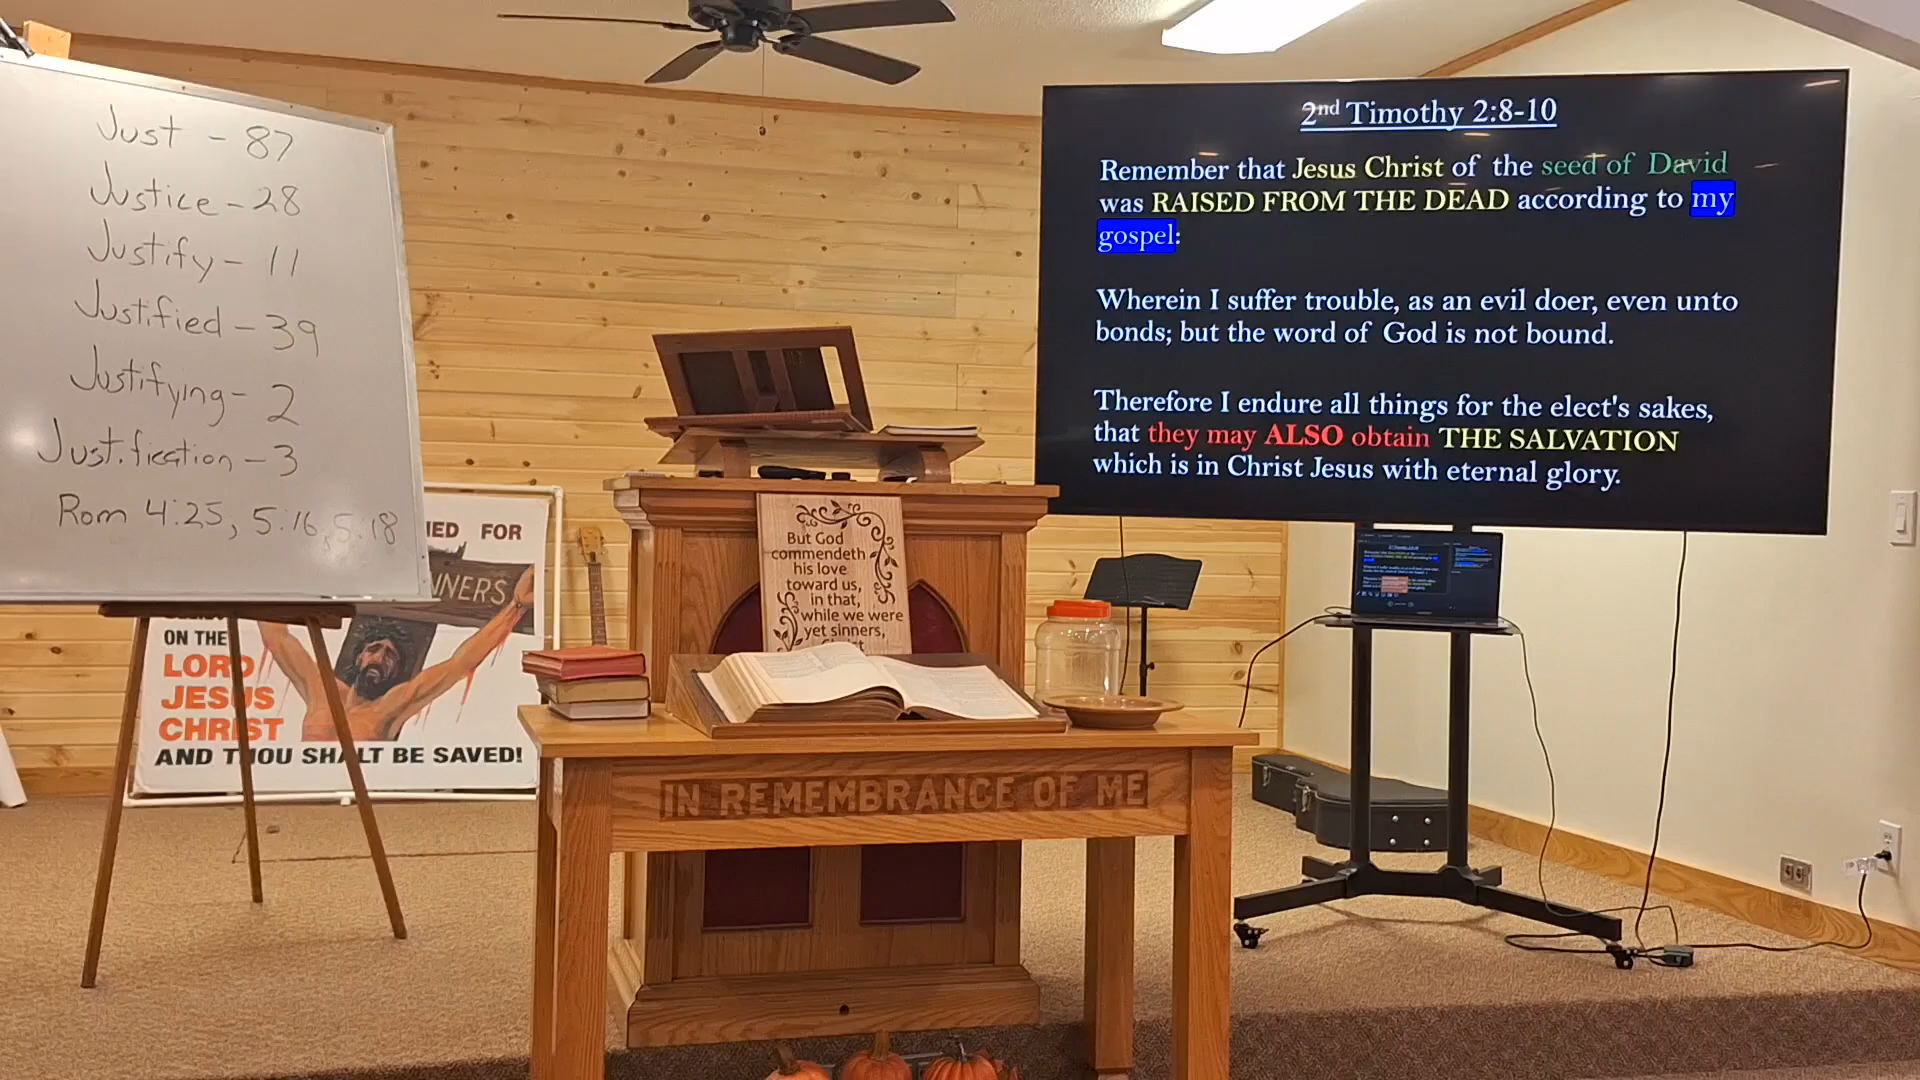 Just - 87
Justice - 28
Justify - 11
Justified - 39
Justifying - 2
Justification - 3
Rom 4:25, 5:16, 5:18
2nd Timothy 2:8-10
Remember that Jesus Christ of the seed of David
was RAISED FROM THE DEAD according to my
gospel:
Wherein I suffer trouble, as an evil doer, even unto
bonds; but the word of God is not bound.
Therefore I endure all things for the elect's sakes,
that they may ALSO obtain THE SALVATION
which is in Christ Jesus with eternal glory.
FOR
ON THE
LORD
JESUS
CHRIST
AND THOU SHALT BE SAVED!
But God
commendeth
his love
toward us,
in that,
while we were
yet sinners,
IN REMEMBRANCE OF ME